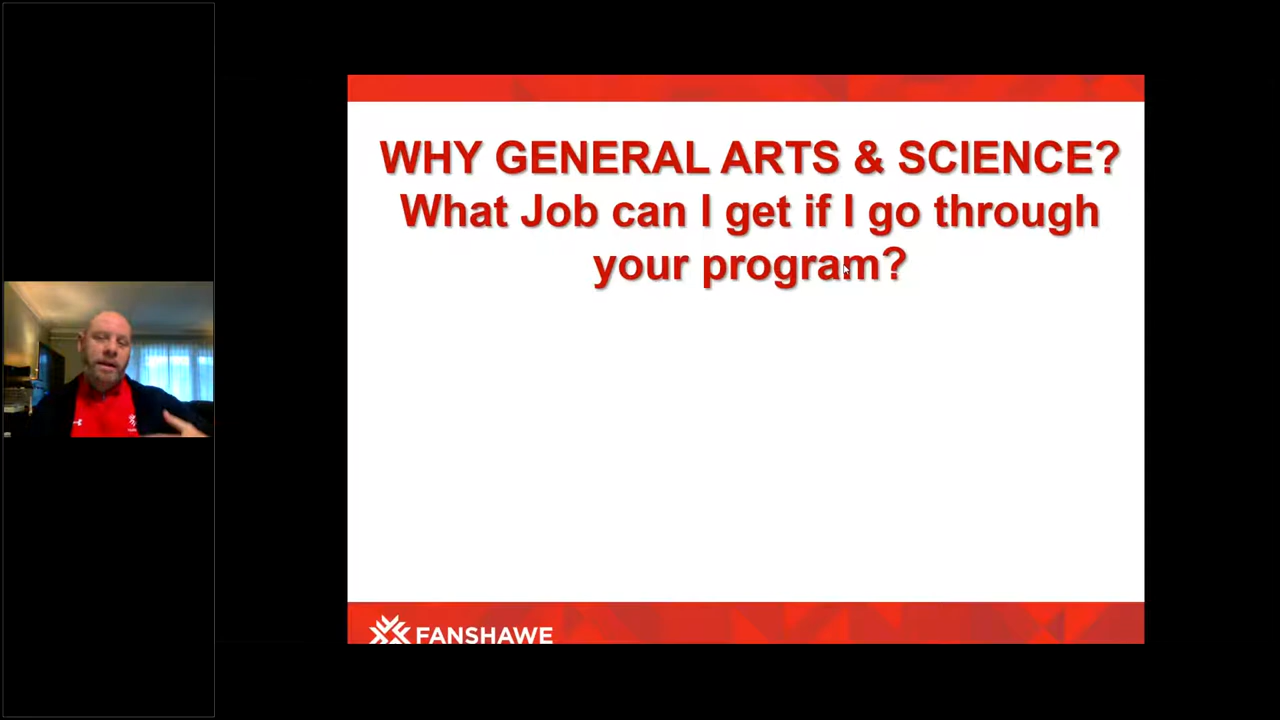 WHY GENERAL ARTS & SCIENCE?
What Job can I get if I go through
your program?
FANSHAWE